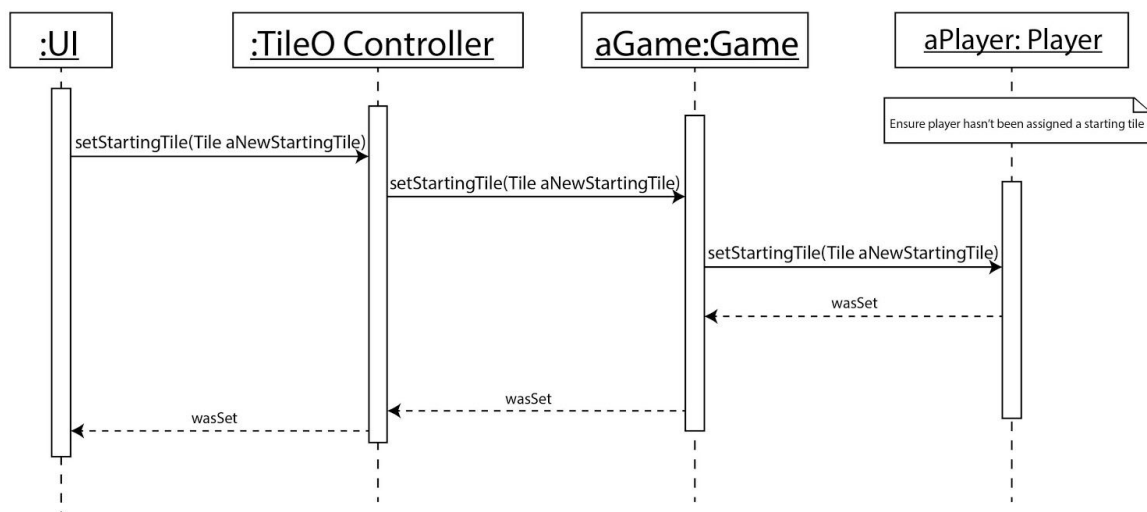 :UI
:TileO Controller
aGame:Game
aPlayer: Player
Ensure player hasn't been assigned a starting tile
setStartingTile(Tile aNewStartingTile)
setStartingTile(Tile aNewStartingTile)
setStartingTile(Tile aNewStartingTile)
wasSet
wasSet
wasSet